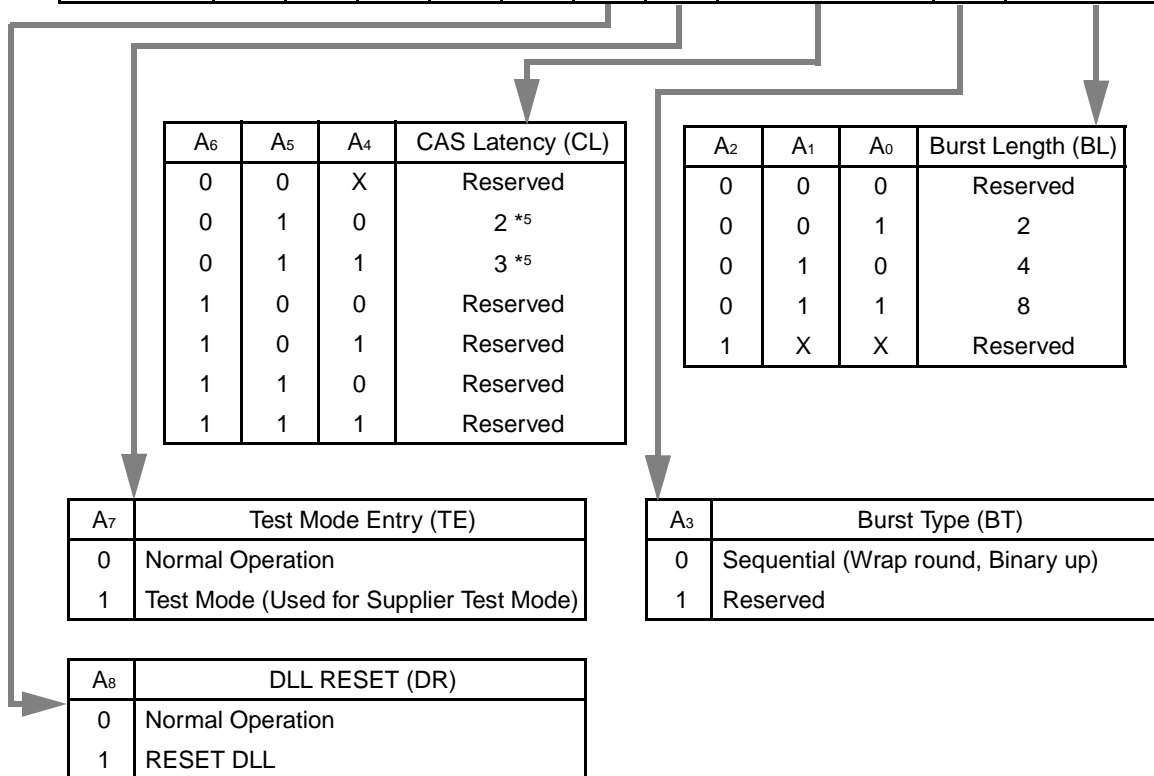 A6 A5 A4 CAS Latency (CL)
0 0 X Reserved
0 1 0 2 *5
0 1 1 3 *5
1 0 0 Reserved
1 0 1 Reserved
1 1 0 Reserved
1 1 1 Reserved
A2 A1 A0 Burst Length (BL)
0 0 0 Reserved
0 0 1 2
0 1 0 4
0 1 1 8
1 X X Reserved
A7 Test Mode Entry (TE)
0 Normal Operation
1 Test Mode (Used for Supplier Test Mode)
A3 Burst Type (BT)
0 Sequential (Wrap round, Binary up)
1 Reserved
A8 DLL RESET (DR)
0 Normal Operation
1 RESET DLL